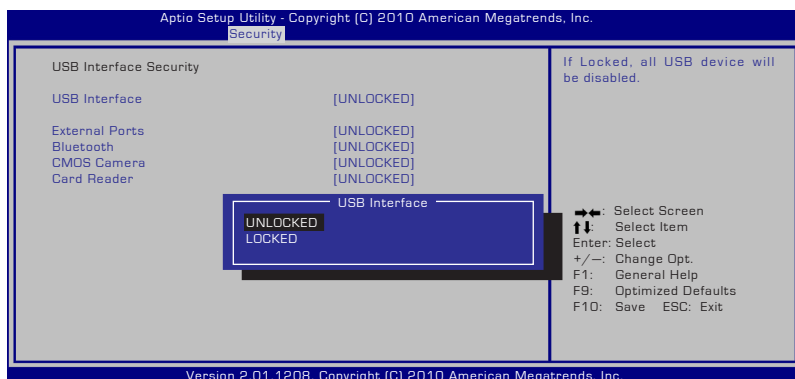 Aptio Setup Utility - Copyright (C) 2010 American Megatrends, Inc.
Security
USB Interface Security
USB Interface [UNLOCKED]
External Ports [UNLOCKED]
Bluetooth [UNLOCKED]
CMOS Camera [UNLOCKED]
Card Reader [UNLOCKED]
USB Interface
UNLOCKED
LOCKED
If Locked, all USB device will
be disabled.
→←: Select Screen
↑↓: Select Item
Enter: Select
+/—: Change Opt.
F1: General Help
F9: Optimized Defaults
F10: Save ESC: Exit
Version 2.01.1208. Copyright (C) 2010 American Megatrends, Inc.